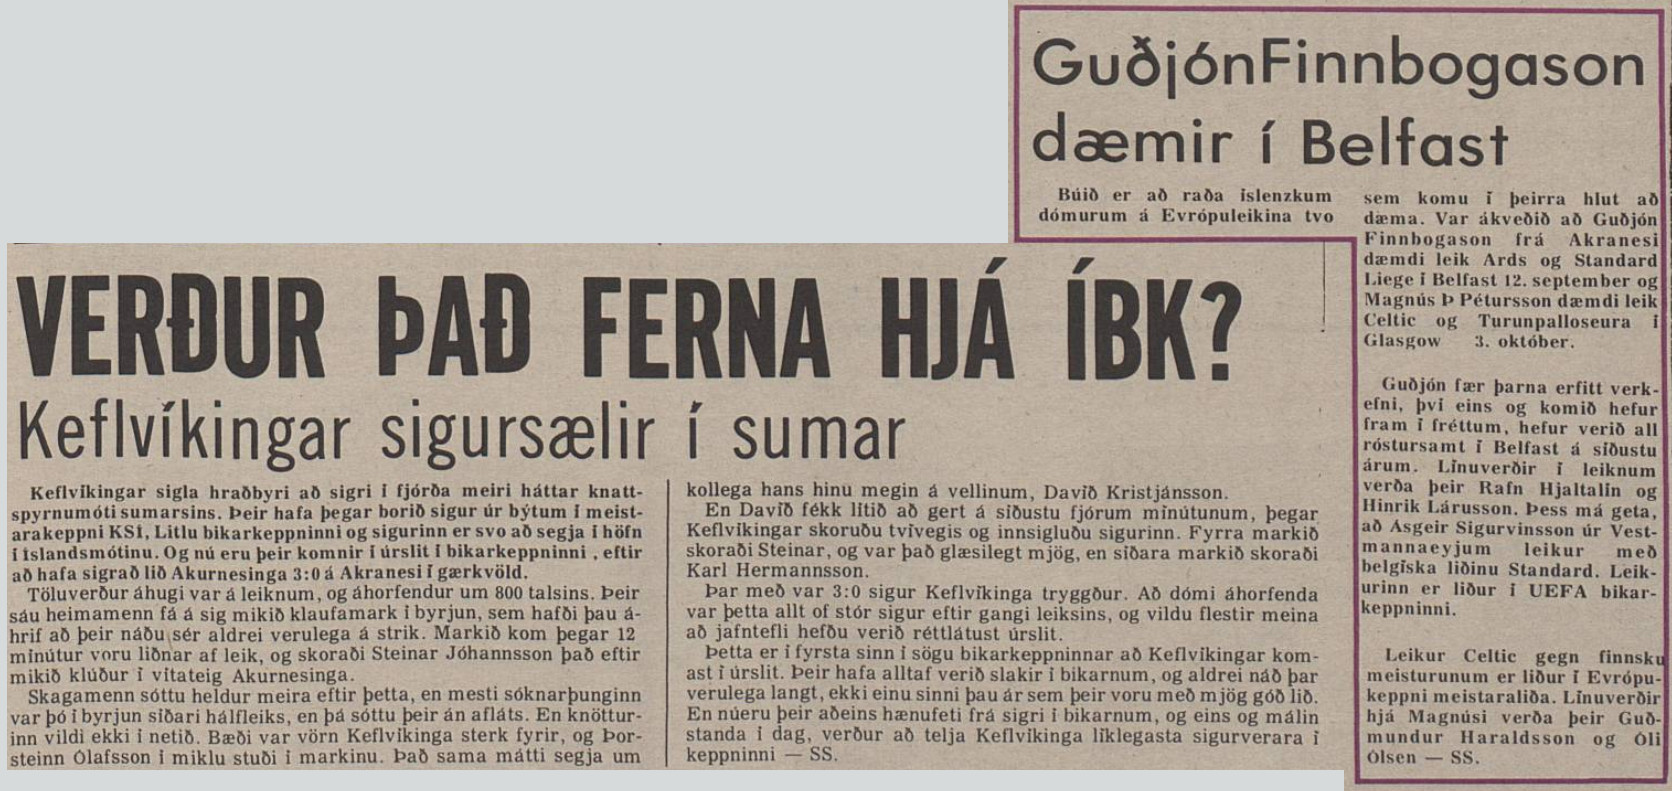 GuðjónFinnbogason
dæmir í Belfast
Búið er að raða íslenzkum
dómurum á Evrópuleikina tvo
sem komu í þeirra hlut að
dæma. Var ákveðið að Guðjón
Finnbogason frá Akranesi
dæmdi leik Ards og Standard
Liege í Belfast 12. september og
Magnús Þ Pétursson dæmdi leik
Celtic og Turunpalloseura í
Glasgow 3. október.
Guðjón fær þarna erfitt verk-
efni, því eins og komið hefur
fram í fréttum, hefur verið all
róstursamt í Belfast á síðustu
árum. Línuverðir í leiknum
verða þeir Rafn Hjaltalín og
Hinrik Lárusson. Þess má geta,
að Ásgeir Sigurvinsson úr Vest-
mannaeyjum leikur með
belgíska liðinu Standard. Leik-
urinn er liður í UEFA bikar-
keppninni.
Leikur Celtic gegn finnsku
meisturunum er liður í Evrópu-
keppni meistaraliða. Línuverðir
hjá Magnúsi verða þeir Guð-
mundur Haraldsson og Óli
Ólsen — SS.
VERÐUR ÞAÐ FERNA HJÁ ÍBK?
Keflvíkingar sigursælir í sumar
Keflvíkingar sigla hraðbyri að sigri í fjórða meiri háttar knatt-
spyrnumóti sumarsins. Þeir hafa þegar borið sigur úr býtum í meist-
arakeppni KSÍ, Litlu bikarkeppninni og sigurinn er svo að segja í höfn
í Íslandsmótinu. Og nú eru þeir komnir í úrslit í bikarkeppninni , eftir
að hafa sigrað lið Akurnesinga 3:0 á Akranesi í gærkvöld.
Töluverður áhugi var á leiknum, og áhorfendur um 800 talsins. Þeir
sáu heimamenn fá á sig mikið klaufamark í byrjun, sem hafði þau á-
hrif að þeir náðu sér aldrei verulega á strik. Markið kom þegar 12
mínútur voru liðnar af leik, og skoraði Steinar Jóhannsson það eftir
mikið klúður í vítateig Akurnesinga.
Skagamenn sóttu heldur meira eftir þetta, en mesti sóknarþunginn
var þó í byrjun síðari hálfleiks, en þá sóttu þeir án afláts. En knöttur-
inn vildi ekki í netið. Bæði var vörn Keflvíkinga sterk fyrir, og Þor-
steinn Ólafsson í miklu stuði í markinu. Það sama mátti segja um
kollega hans hinu megin á vellinum, Davíð Kristjánsson.
En Davíð fékk lítið að gert á síðustu fjórum mínútunum, þegar
Keflvíkingar skoruðu tvívegis og innsigluðu sigurinn. Fyrra markið
skoraði Steinar, og var það glæsilegt mjög, en síðara markið skoraði
Karl Hermannsson.
Þar með var 3:0 sigur Keflvíkinga tryggður. Að dómi áhorfenda
var þetta allt of stór sigur eftir gangi leiksins, og vildu flestir meina
að jafntefli hefðu verið réttlátust úrslit.
Þetta er í fyrsta sinn í sögu bikarkeppninnar að Keflvíkingar kom-
ast í úrslit. Þeir hafa alltaf verið slakir í bikarnum, og aldrei náð þar
verulega langt, ekki einu sinni þau ár sem þeir voru með mjög góð lið.
En núeru þeir aðeins hænufeti frá sigri í bikarnum, og eins og málin
standa í dag, verður að telja Keflvíkinga líklegasta sigurverara í
keppninni — SS.